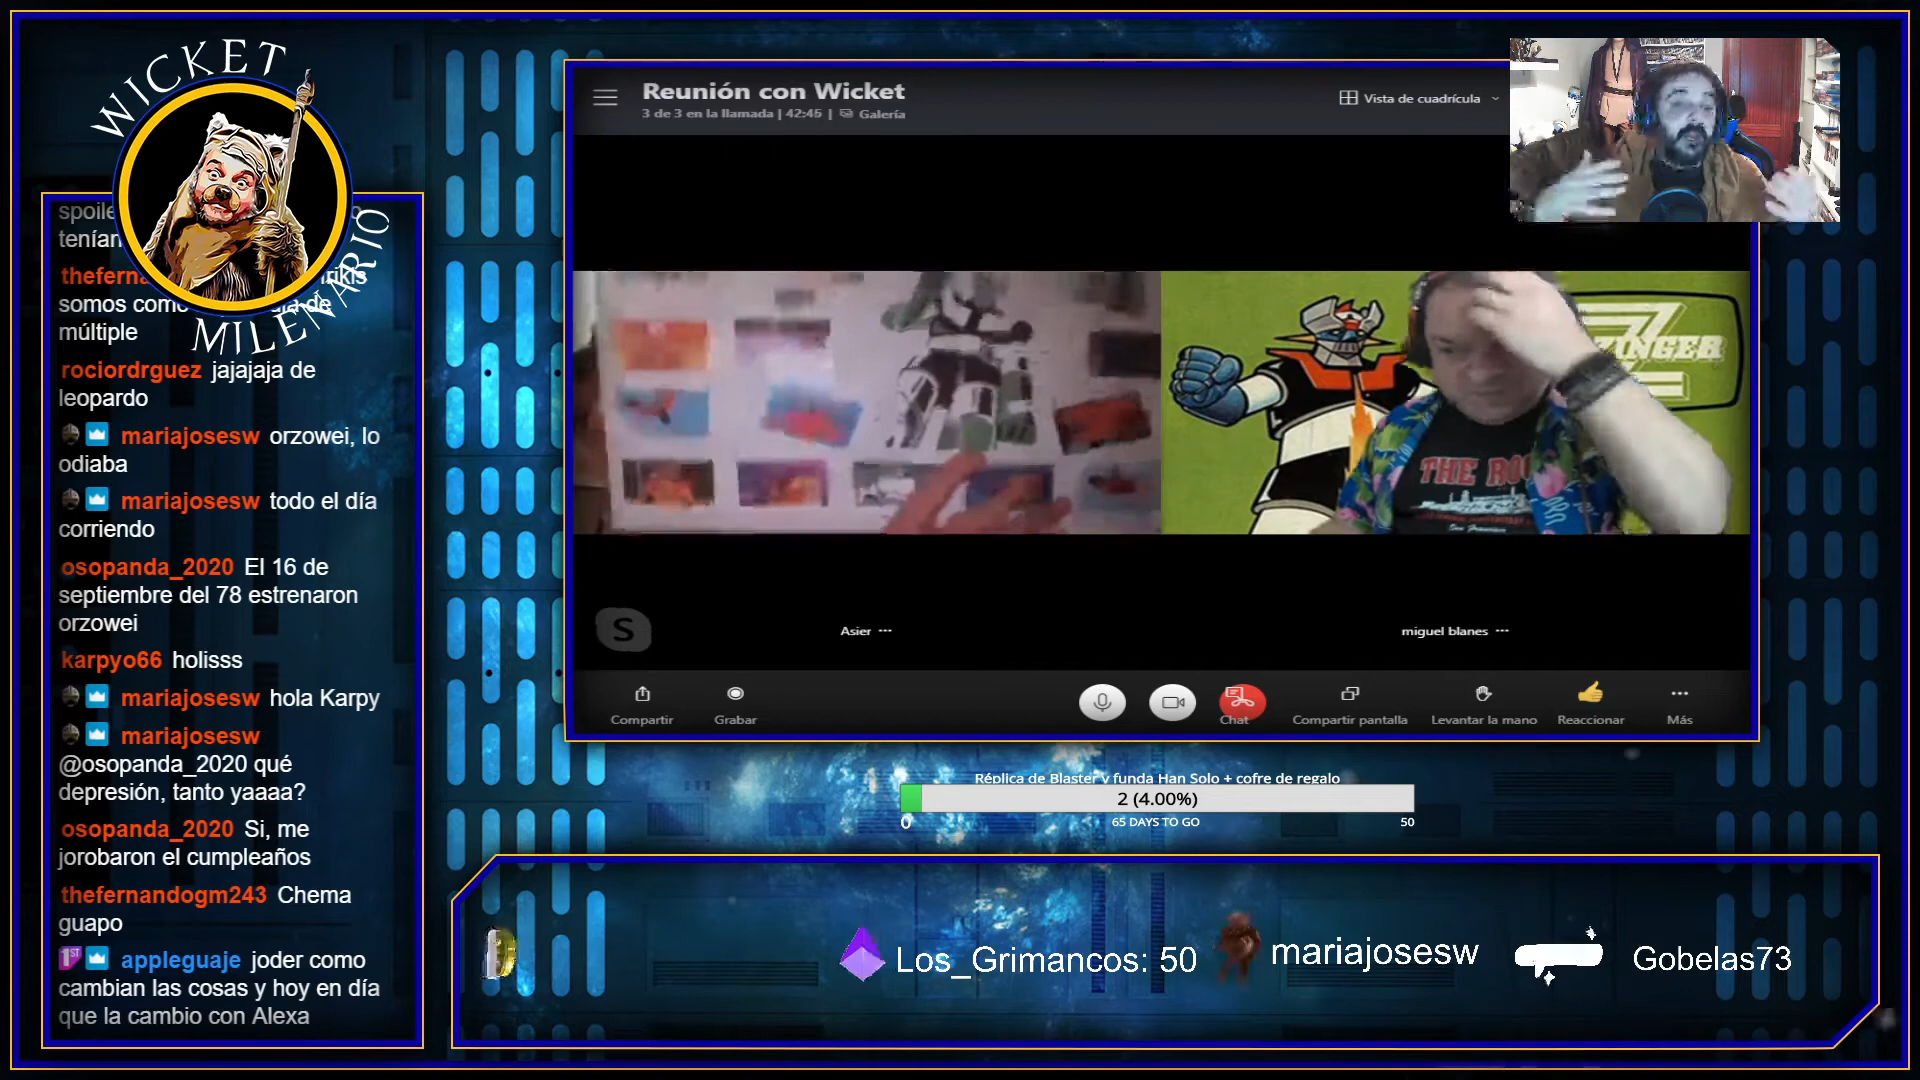 WICKET
MILENARIO
spoile
tenían
theferna
somos como
múltiple
rociordrguez jajajaja de
leopardo
mariajosesw orzowei, lo
odiaba
mariajosesw todo el día
corriendo
osopanda_2020 El 16 de
septiembre del 78 estrenaron
orzowei
karpyo66 holisss
mariajosesw hola Karpy
mariajosesw
@osopanda_2020 qué
depresión, tanto yaaaa?
osopanda_2020 Si, me
jorobaron el cumpleaños
thefernandogm243 Chema
guapo
1ST appleguaje joder como
cambian las cosas y hoy en día
que la cambio con Alexa
Reunión con Wicket
3 de 3 en la llamada | 42:45 | Galería
Vista de cuadrícula
ZINGER
THE RO
San Francisco
S
Asier ···
miguel blanes ···
Compartir
Grabar
Chat
Compartir pantalla
Levantar la mano
Reaccionar
Más
Réplica de Blaster y funda Han Solo + cofre de regalo
2 (4.00%)
0
65 DAYS TO GO
50
Los_Grimancos: 50
mariajosesw
Gobelas73